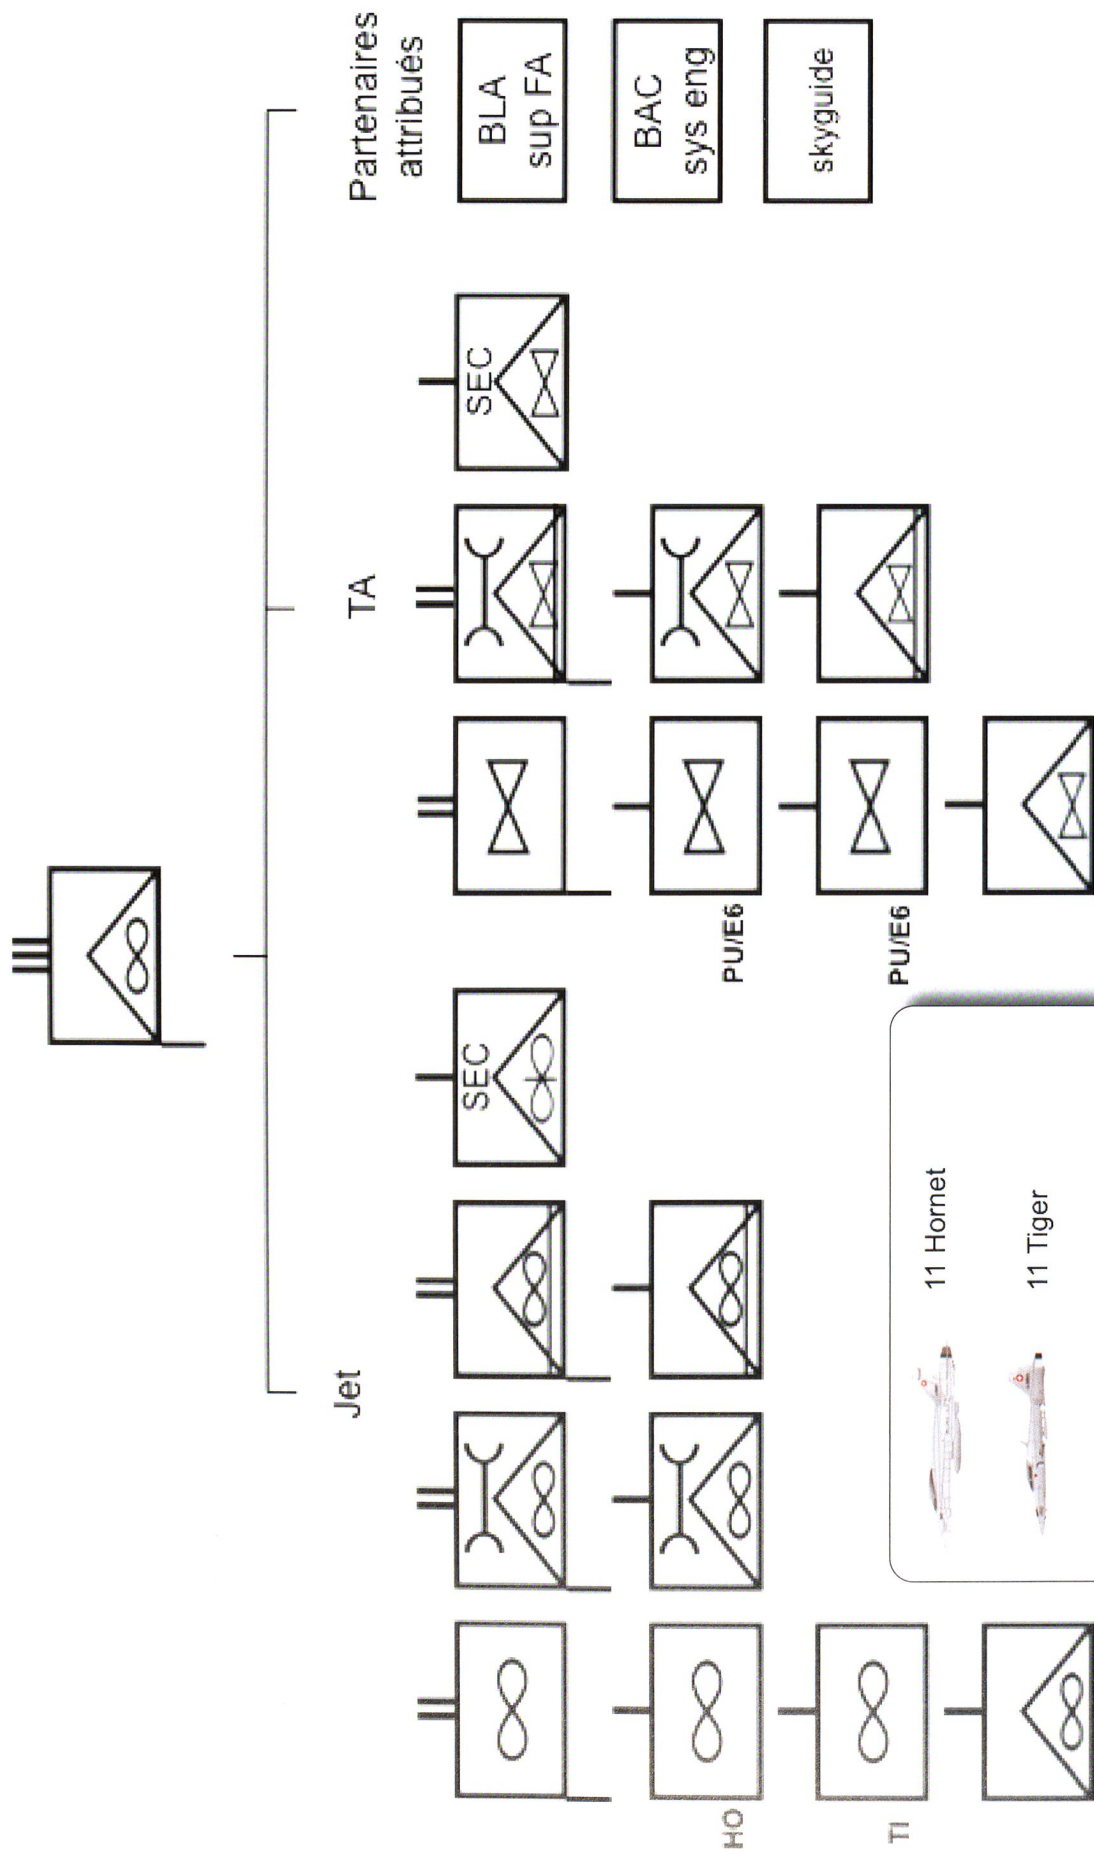 Jet
TA
Partenaires
attribués
SEC
SEC
BLA
sup FA
HO
PU/E6
BAC
sys eng
TI
PU/E6
skyguide
11 Hornet
11 Tiger